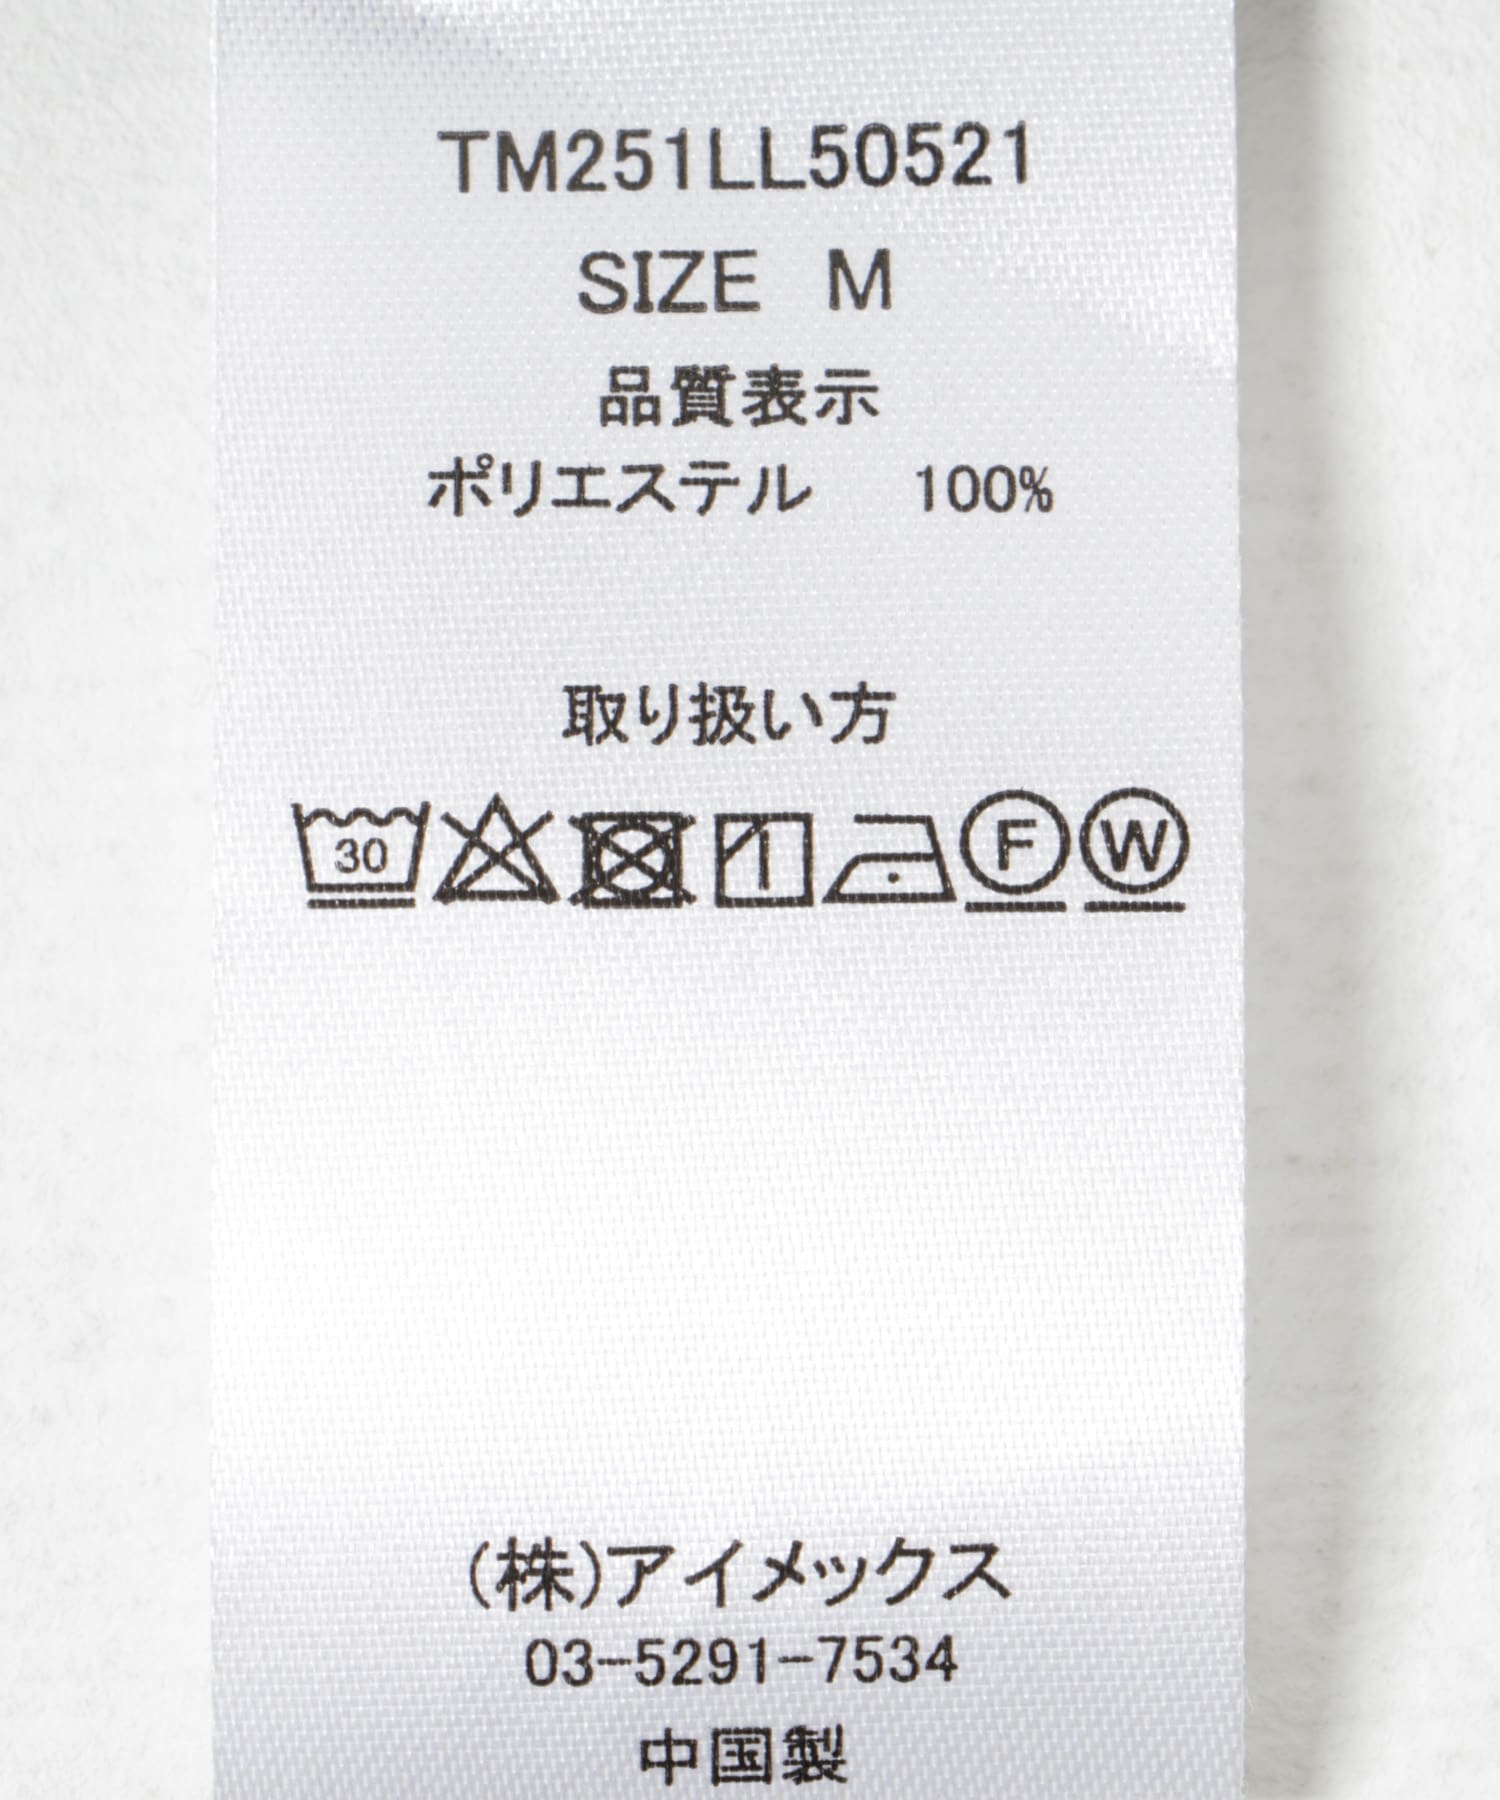 TM251LL50521
SIZE M
品質表示
ポリエステル 100%
取り扱い方
30 F W
(株)アイメックス
03-5291-7534
中国製